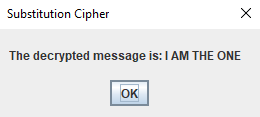 Substitution Cipher
The decrypted message is: I AM THE ONE
OK